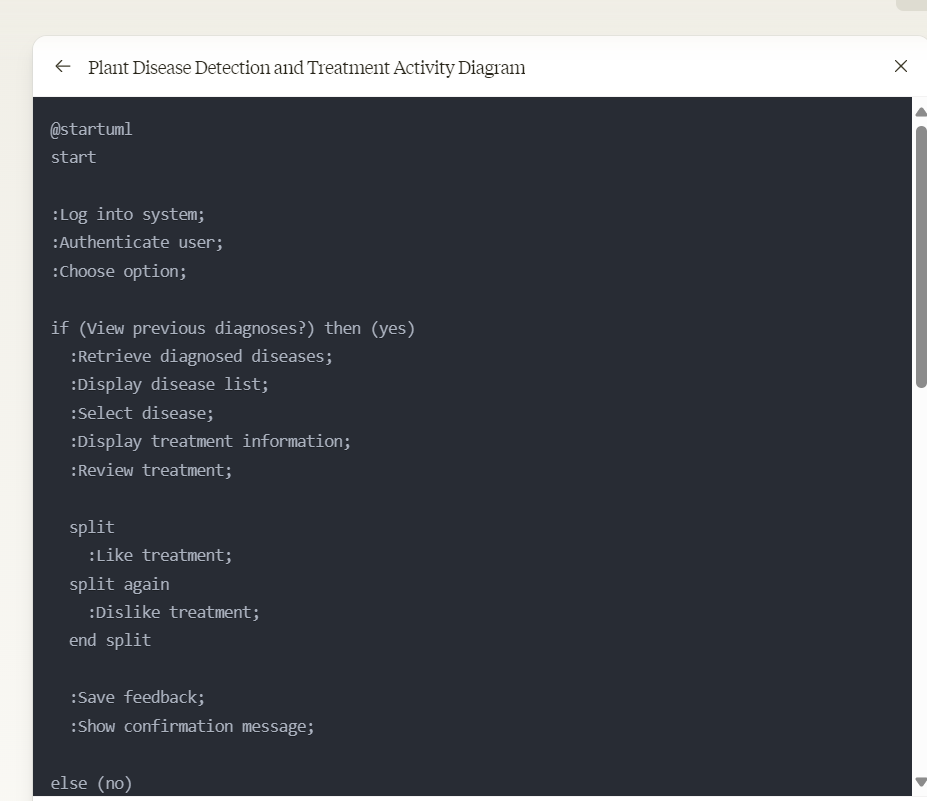 Plant Disease Detection and Treatment Activity Diagram
@startuml
start
:Log into system;
:Authenticate user;
:Choose option;
if (View previous diagnoses?) then (yes)
:Retrieve diagnosed diseases;
:Display disease list;
:Select disease;
:Display treatment information;
:Review treatment;
split
:Like treatment;
split again
:Dislike treatment;
end split
:Save feedback;
:Show confirmation message;
else (no)